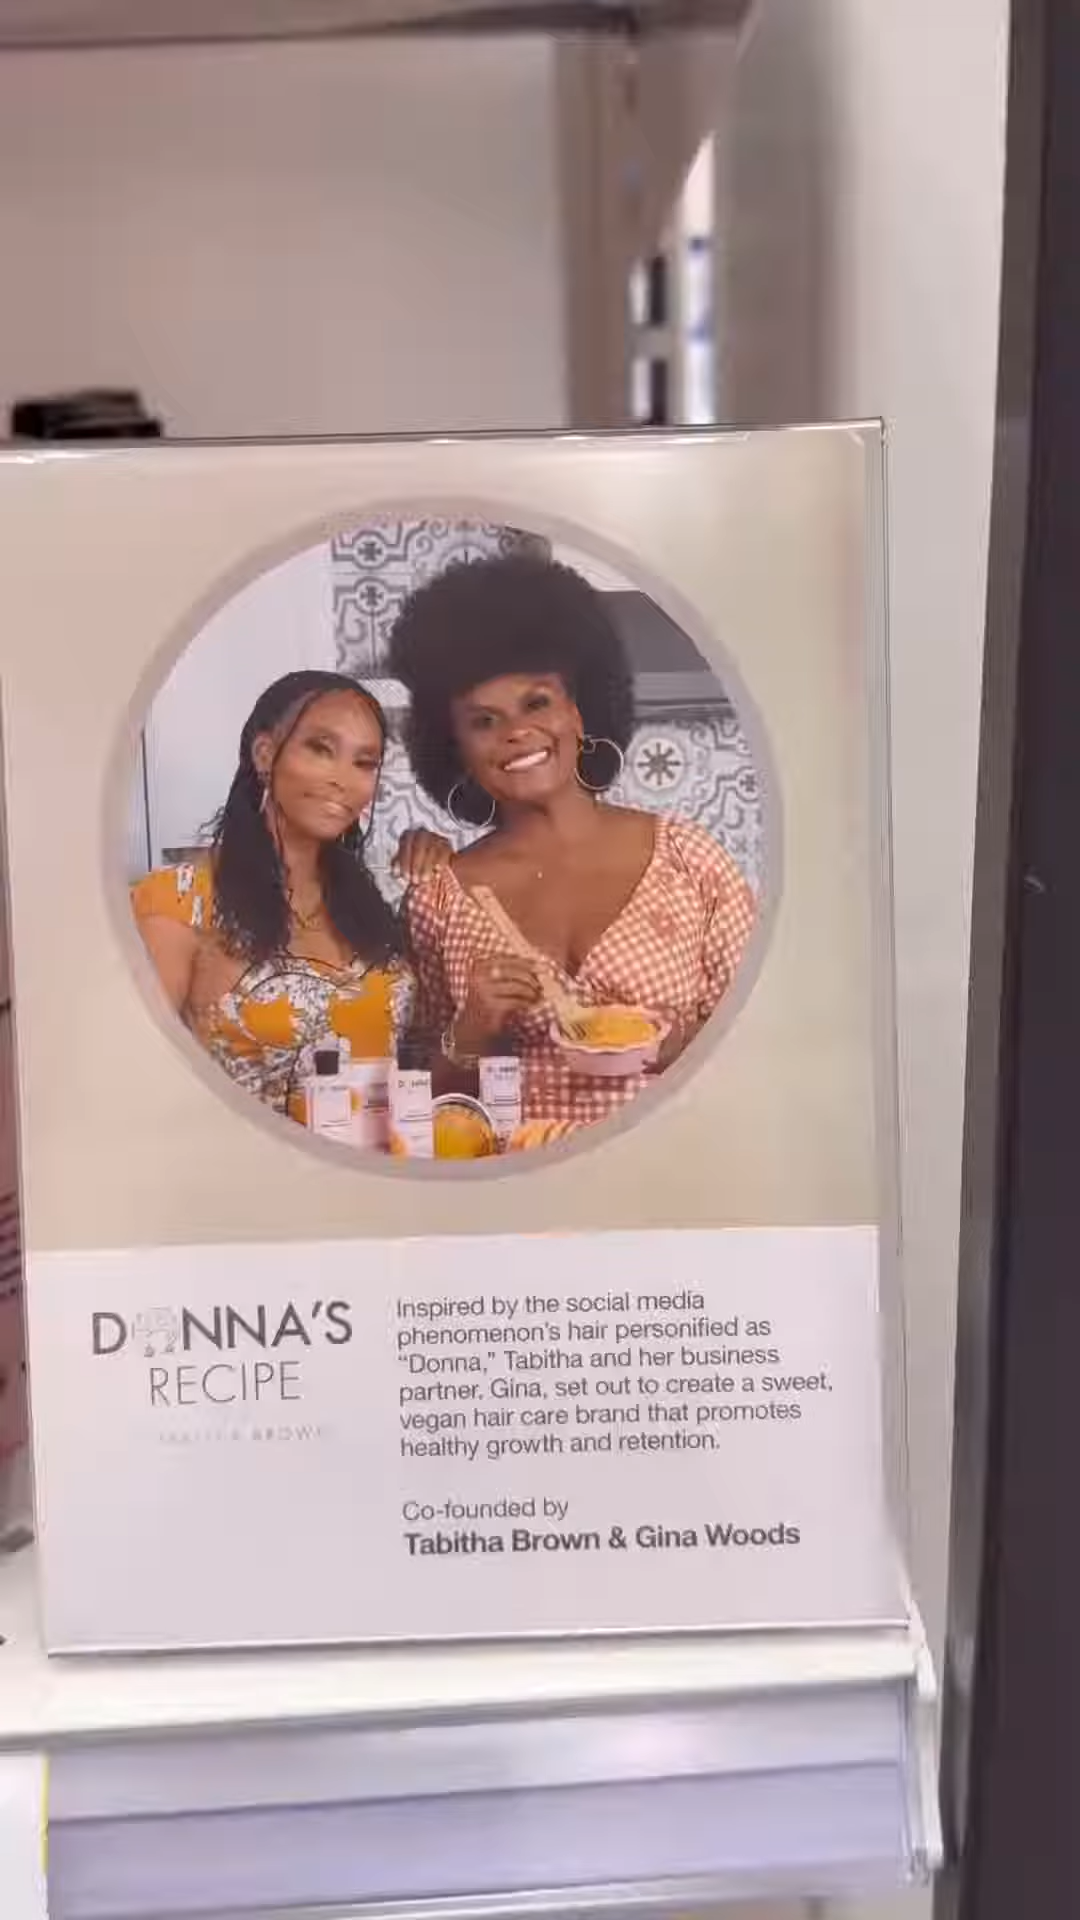 DONNA'S
RECIPE
TABITHA BROWN
Inspired by the social media
phenomenon's hair personified as
“Donna,” Tabitha and her business
partner, Gina, set out to create a sweet,
vegan hair care brand that promotes
healthy growth and retention.
Co-founded by
Tabitha Brown & Gina Woods